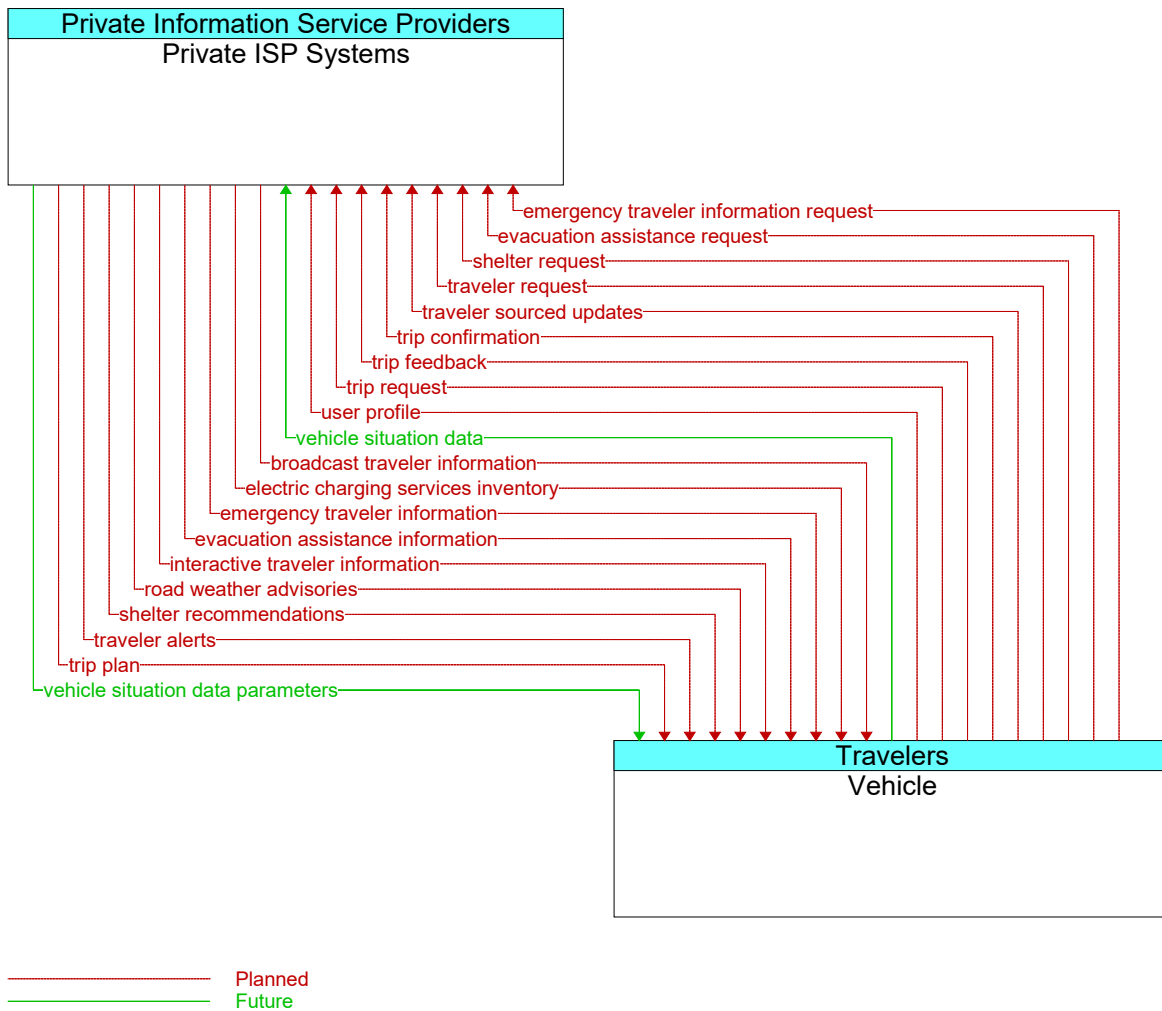 Private Information Service Providers
Private ISP Systems
emergency traveler information request
evacuation assistance request
shelter request
traveler request
traveler sourced updates
trip confirmation
trip feedback
trip request
user profile
vehicle situation data
broadcast traveler information
electric charging services inventory
emergency traveler information
evacuation assistance information
interactive traveler information
road weather advisories
shelter recommendations
traveler alerts
trip plan
vehicle situation data parameters
Travelers
Vehicle
Planned
Future